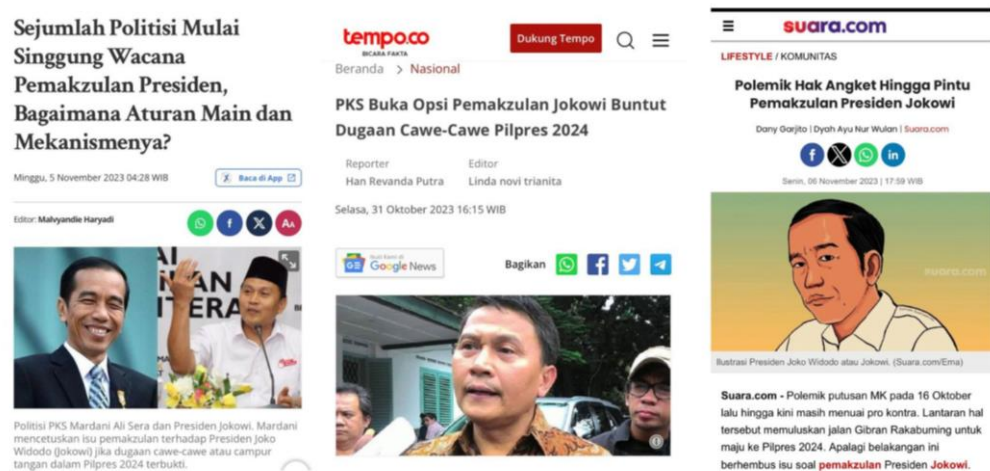 Sejumlah Politisi Mulai
Singgung Wacana
Pemakzulan Presiden,
Bagaimana Aturan Main dan
Mekanismenya?
Minggu, 5 November 2023 04:28 WIB
Baca di App
Editor: Malvyandie Haryadi
AA
AI
TERA
Politisi PKS Mardani Ali Sera dan Presiden Jokowi. Mardani
mencetuskan isu pemakzulan terhadap Presiden Joko
Widodo (Jokowi) jika dugaan cawe-cawe atau campur
tangan dalam Pilpres 2024 terbukti.
tempo.co
BICARA FAKTA
Dukung Tempo
Beranda > Nasional
PKS Buka Opsi Pemakzulan Jokowi Buntut
Dugaan Cawe-Cawe Pilpres 2024
Reporter Editor
Han Revanda Putra Linda novi trianita
Selasa, 31 Oktober 2023 16:15 WIB
Google News
Bagikan
suara.com
LIFESTYLE / KOMUNITAS
Polemik Hak Angket Hingga Pintu
Pemakzulan Presiden Jokowi
Dany Garjito | Dyah Ayu Nur Wulan | Suara.com
Senin, 06 November 2023 | 17:59 WIB
suara.com
Ilustrasi Presiden Joko Widodo atau Jokowi. (Suara.com/Ema)
Suara.com - Polemik putusan MK pada 16 Oktober
lalu hingga kini masih menuai pro kontra. Lantaran hal
tersebut memuluskan jalan Gibran Rakabuming untuk
maju ke Pilpres 2024. Apalagi belakangan ini
berhembus isu soal pemakzulan Presiden Jokowi.